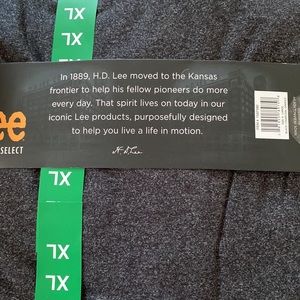 XL
XL
In 1889, H.D. Lee moved to the Kansas
frontier to help his fellow pioneers do more
every day. That spirit lives on today in our
iconic Lee products, purposefully designed
to help you live a life in motion.
H.D. Lee
ee
SELECT
XL
XL
XL